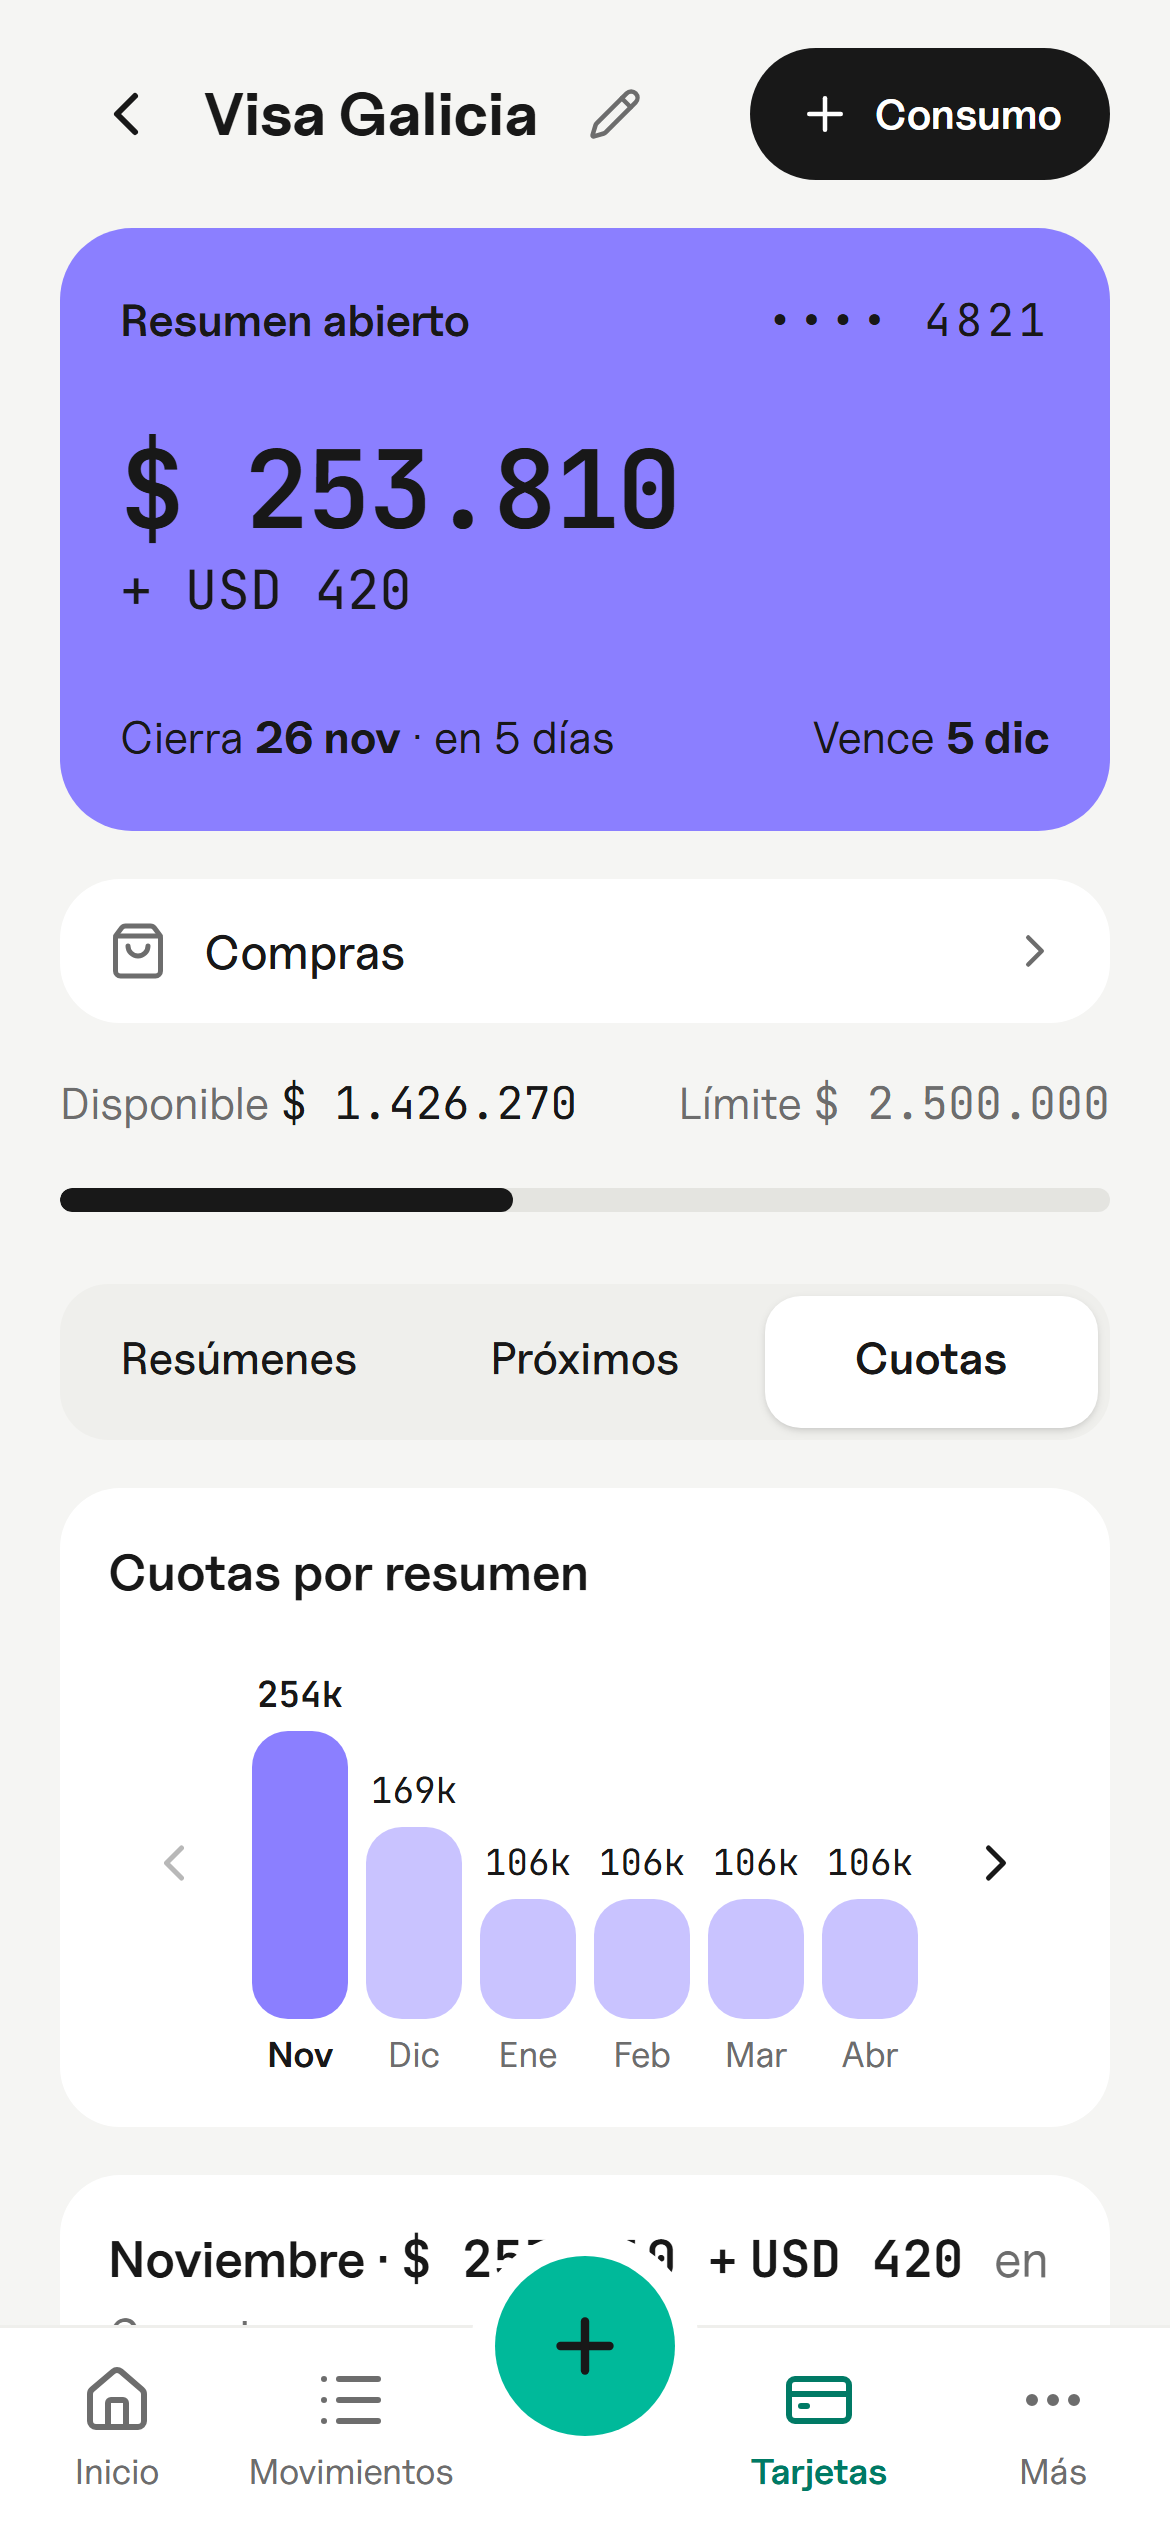 Visa Galicia
+ Consumo
Resumen abierto
•••• 4821
$ 253.810
+ USD 420
Cierra 26 nov · en 5 días
Vence 5 dic
Compras
Disponible $ 1.426.270
Límite $ 2.500.000
Resúmenes
Próximos
Cuotas
Cuotas por resumen
254k
169k
106k 106k 106k 106k
Nov Dic Ene Feb Mar Abr
Noviembre · $ + USD 420 en
Inicio
Movimientos
Tarjetas
Más